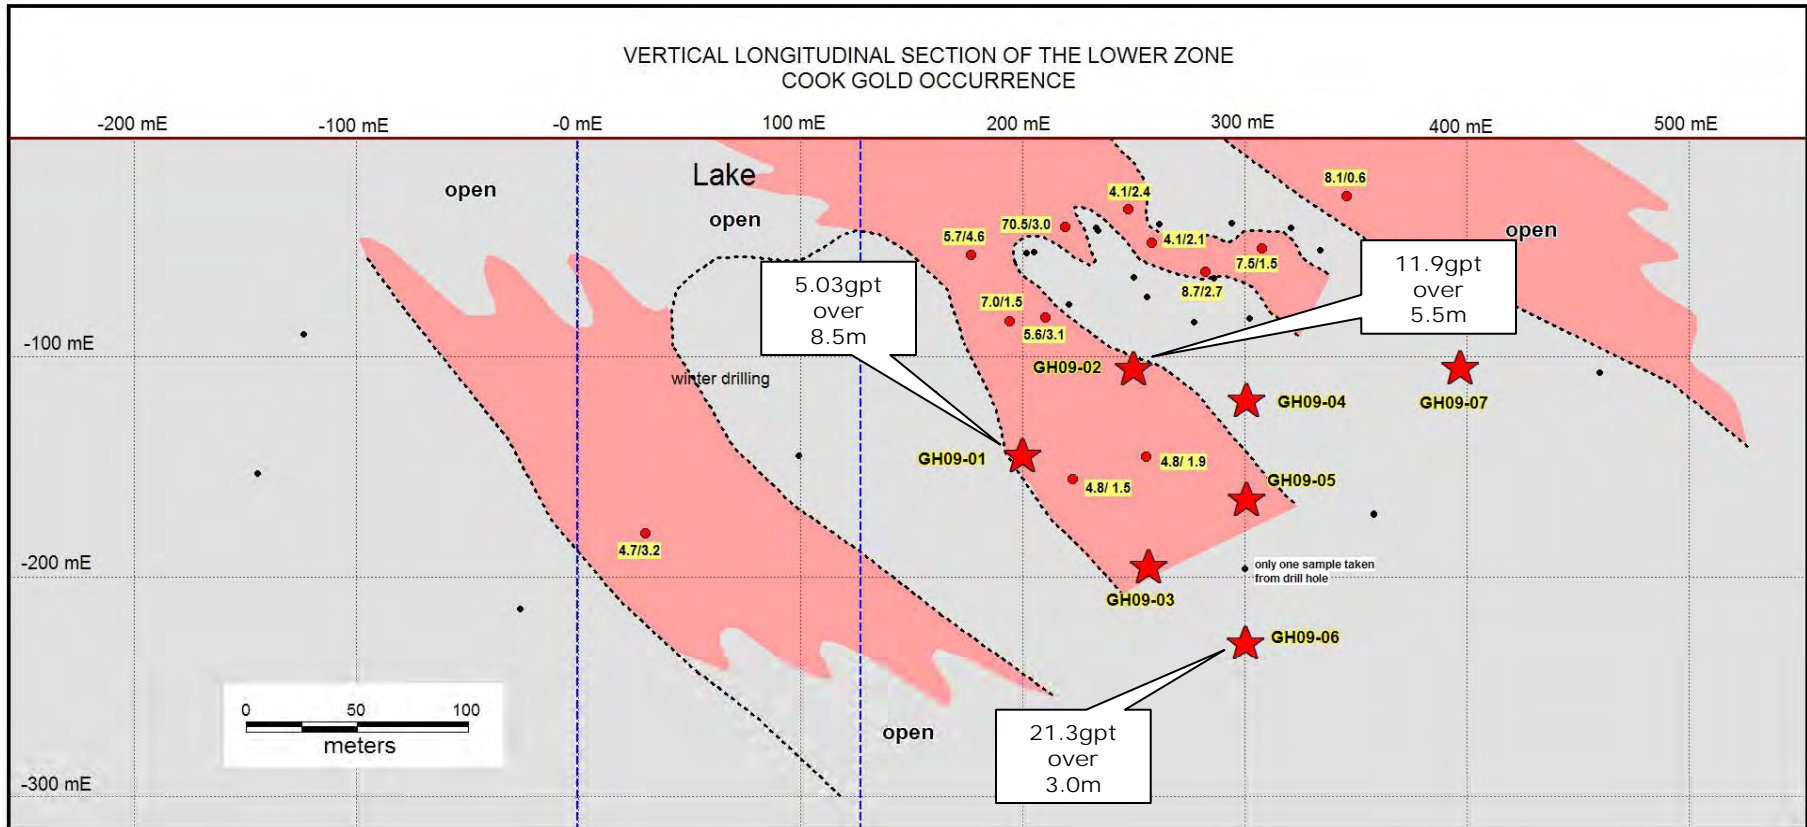 VERTICAL LONGITUDINAL SECTION OF THE LOWER ZONE
COOK GOLD OCCURRENCE
-200 mE
-100 mE
-0 mE
100 mE
200 mE
300 mE
400 mE
500 mE
open
Lake
open
8.1/0.6
4.1/2.4
70.5/3.0
5.7/4.6
4.1/2.1
7.5/1.5
8.7/2.7
open
5.03gpt
over
8.5m
11.9gpt
over
5.5m
7.0/1.5
5.6/3.1
-100 mE
winter drilling
GH09-02
GH09-04
GH09-07
GH09-01
4.8/ 1.9
4.8/ 1.5
GH09-05
4.7/3.2
-200 mE
only one sample taken
from drill hole
GH09-03
GH09-06
0 50 100
meters
open
21.3gpt
over
3.0m
-300 mE